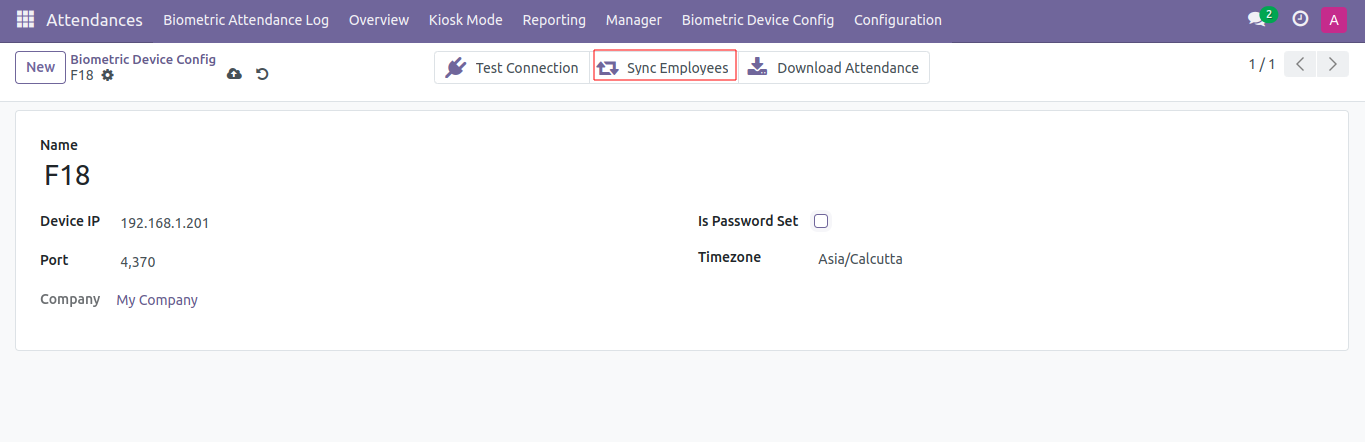 Attendances Biometric Attendance Log Overview Kiosk Mode Reporting Manager Biometric Device Config Configuration 2 A
New Biometric Device Config
F18
Test Connection Sync Employees Download Attendance 1 / 1
Name
F18
Device IP 192.168.1.201 Is Password Set
Port 4,370 Timezone Asia/Calcutta
Company My Company